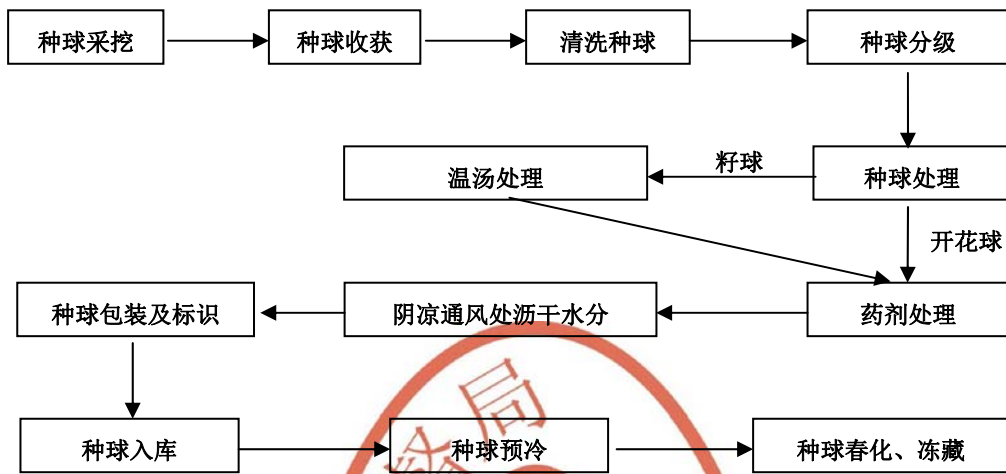 种球采挖
种球收获
清洗种球
种球分级
籽球
温汤处理
种球处理
开花球
种球包装及标识
阴凉通风处沥干水分
药剂处理
局
种球入库
种球预冷
种球春化、冻藏